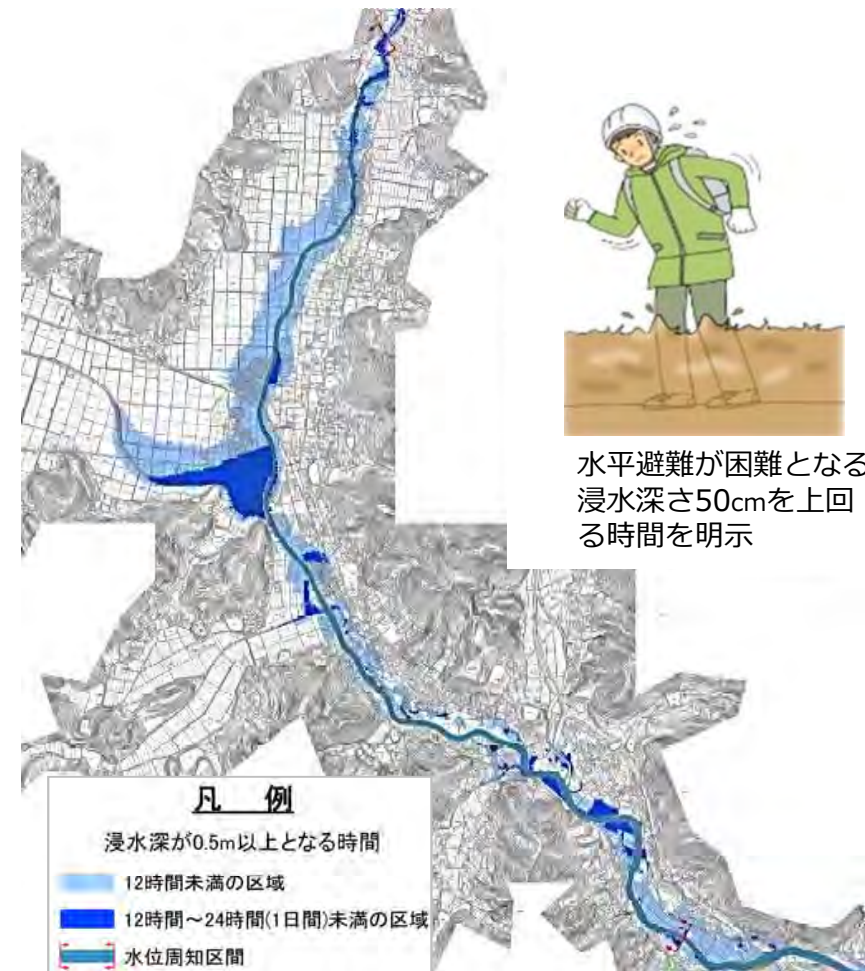 水平避難が困難となる
浸水深さ50cmを上回
る時間を明示
凡 例
浸水深が0.5m以上となる時間
12時間未満の区域
12時間～24時間(1日間)未満の区域
水位周知区間